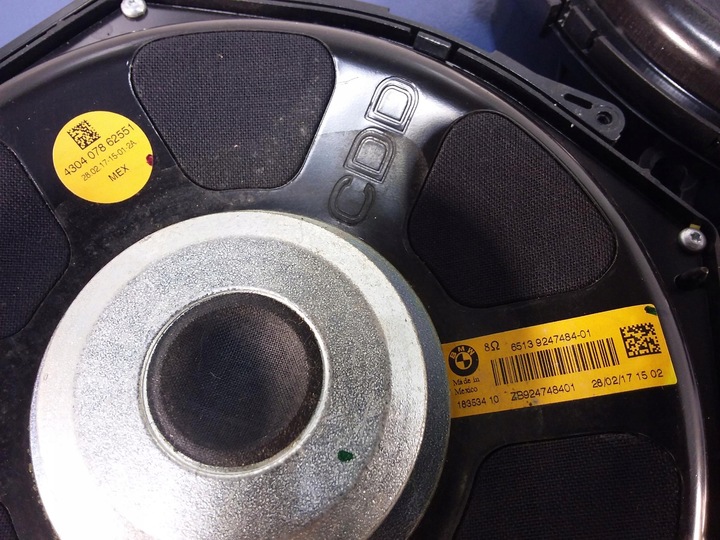 4304 078 62551
28.02.17-15-01-2A
MEX
CDD
BMW
8Ω 6513 9247484-01
Made in
Mexico
183534 10 ZB924748401 28/02/17 15 02